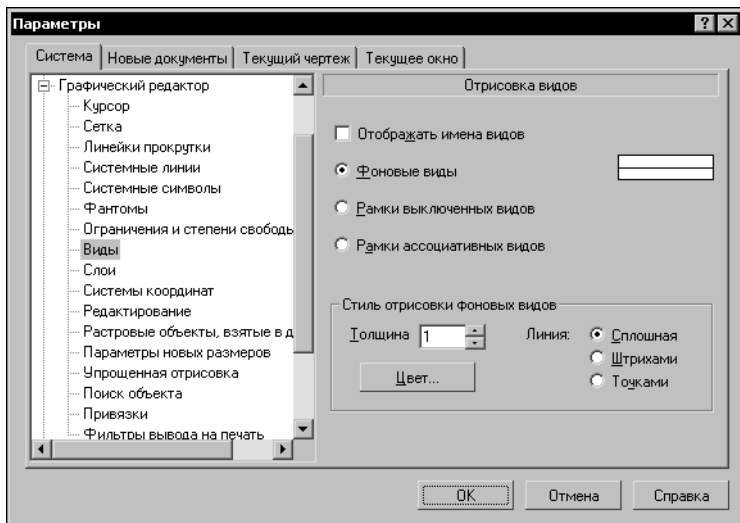 Параметры
Система
Новые документы
Текущий чертеж
Текущее окно
Графический редактор
Курсор
Сетка
Линейки прокрутки
Системные линии
Системные символы
Фантомы
Ограничения и степени свободь
Виды
Слои
Системы координат
Редактирование
Растровые объекты, взятые в д
Параметры новых размеров
Упрощенная отрисовка
Поиск объекта
Привязки
Фильтры вывода на печать
Отрисовка видов
Отображать имена видов
Фоновые виды
Рамки выключенных видов
Рамки ассоциативных видов
Стиль отрисовки фоновых видов
Толщина 1
Линия:
Сплошная
Штрихами
Точками
Цвет...
OK
Отмена
Справка